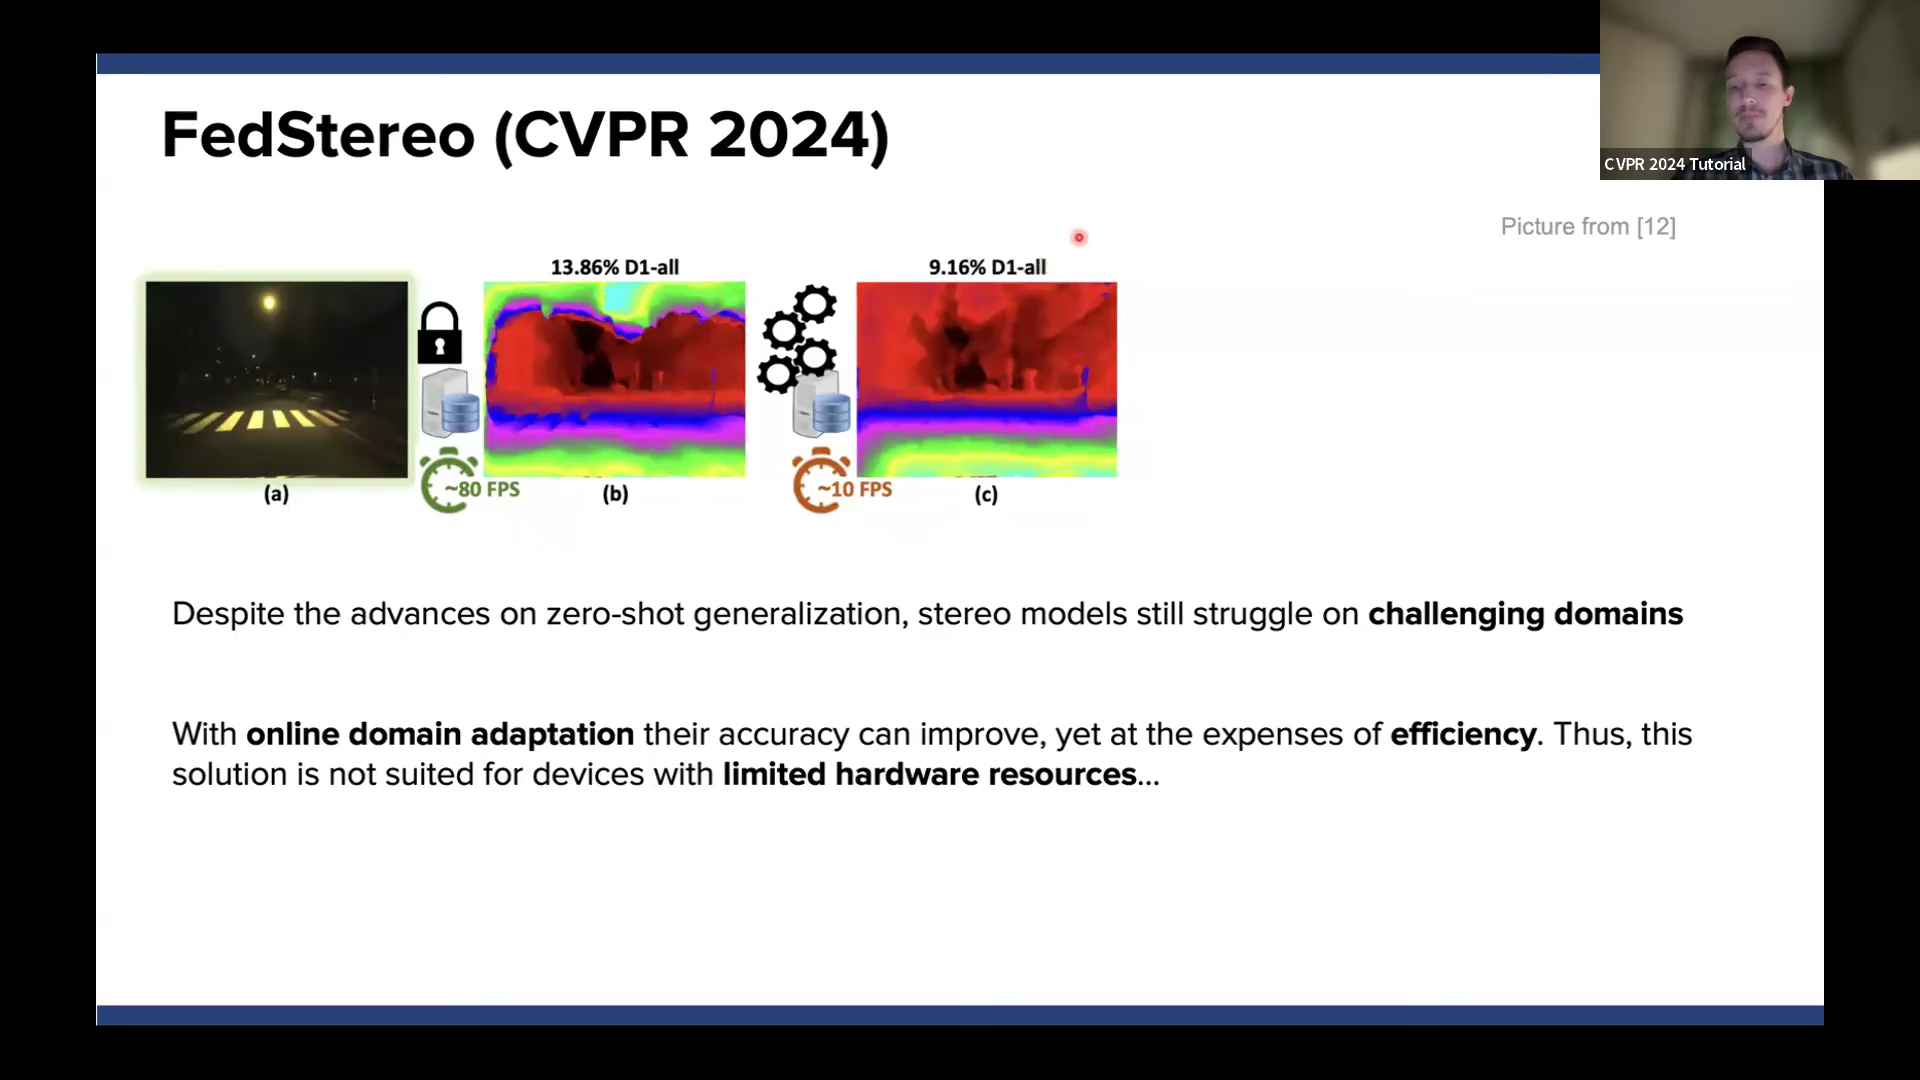 FedStereo (CVPR 2024)
CVPR 2024 Tutorial
Picture from [12]
13.86% D1-all
9.16% D1-all
~80 FPS
~10 FPS
(a)
(b)
(c)
Despite the advances on zero-shot generalization, stereo models still struggle on challenging domains
With online domain adaptation their accuracy can improve, yet at the expenses of efficiency. Thus, this
solution is not suited for devices with limited hardware resources...